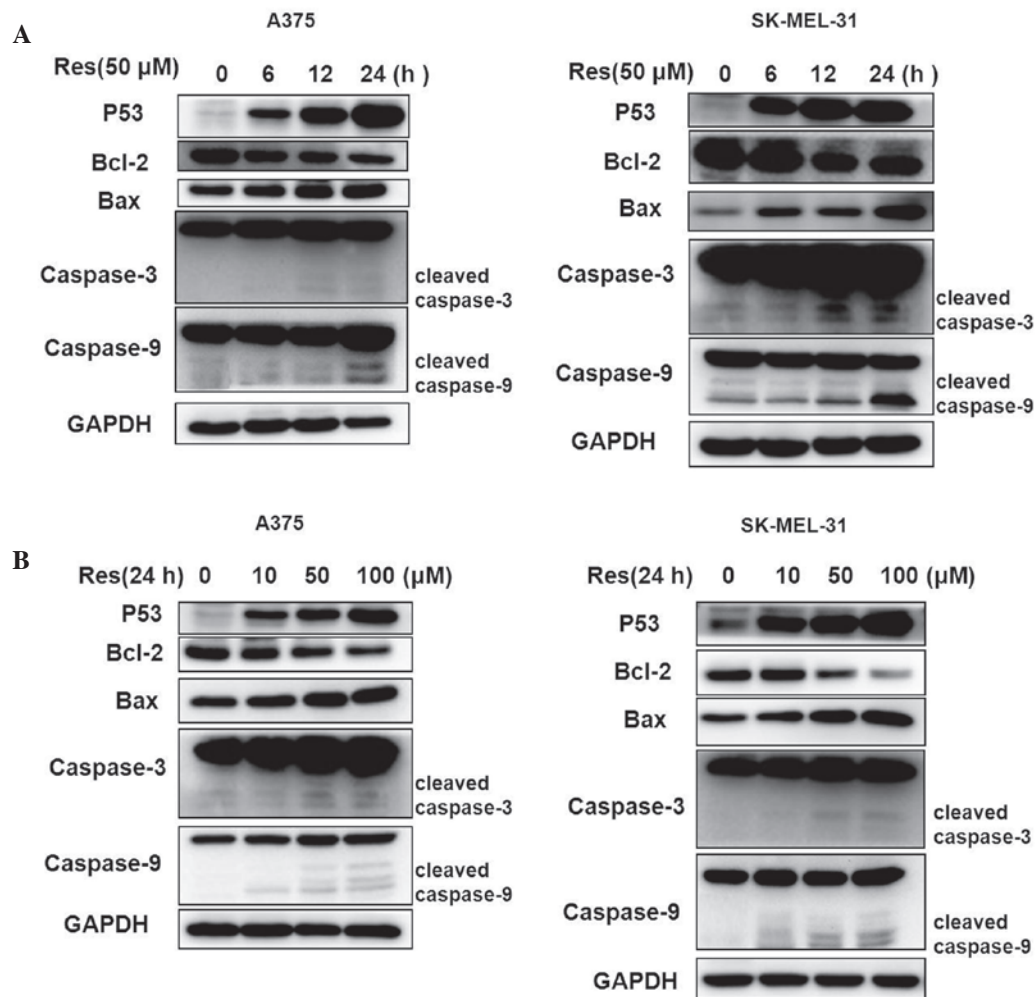 A
A375
Res(50 µM) 0 6 12 24 (h )
P53
Bcl-2
Bax
Caspase-3
cleaved
caspase-3
Caspase-9
cleaved
caspase-9
GAPDH
SK-MEL-31
Res(50 µM) 0 6 12 24 (h)
P53
Bcl-2
Bax
Caspase-3
cleaved
caspase-3
Caspase-9
cleaved
caspase-9
GAPDH
B
A375
Res(24 h) 0 10 50 100 (µM)
P53
Bcl-2
Bax
Caspase-3
cleaved
caspase-3
Caspase-9
cleaved
caspase-9
GAPDH
SK-MEL-31
Res(24 h) 0 10 50 100 (µM)
P53
Bcl-2
Bax
Caspase-3
cleaved
caspase-3
Caspase-9
cleaved
caspase-9
GAPDH